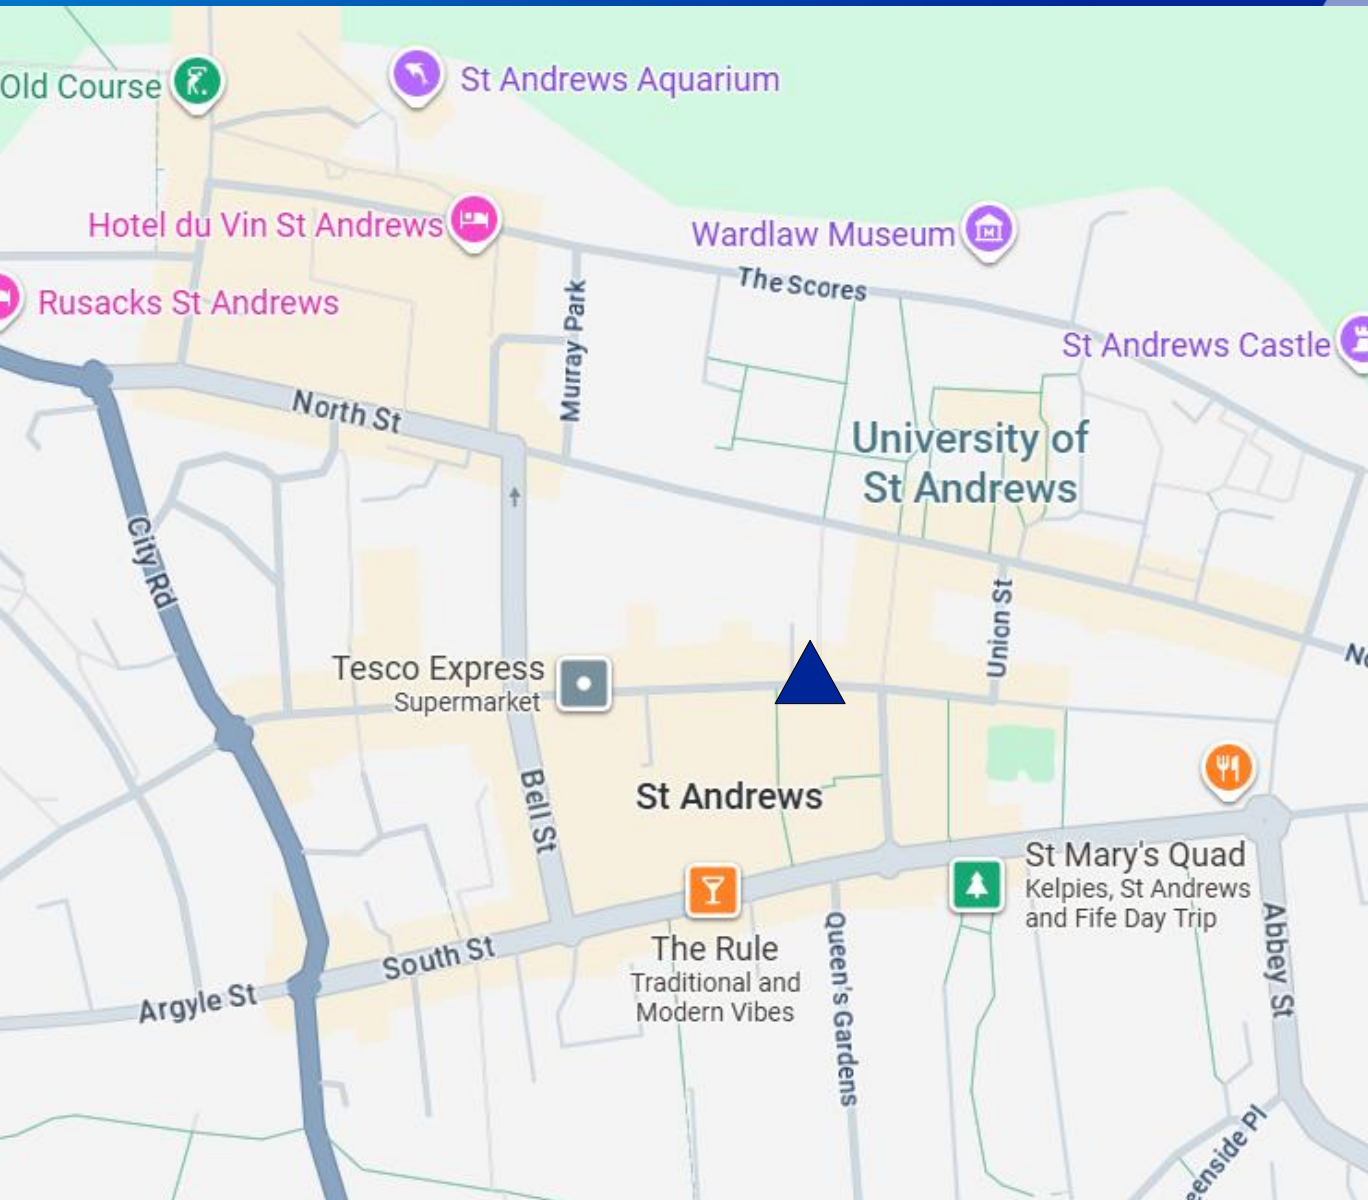 Old Course
St Andrews Aquarium
Hotel du Vin St Andrews
Wardlaw Museum
The Scores
Rusacks St Andrews
Murray Park
St Andrews Castle
North St
University of
St Andrews
City Rd
Union St
Tesco Express
Supermarket
Bell St
St Andrews
St Mary's Quad
Kelpies, St Andrews
and Fife Day Trip
The Rule
Traditional and
Modern Vibes
Queen's Gardens
Abbey St
South St
Argyle St
enside Pl